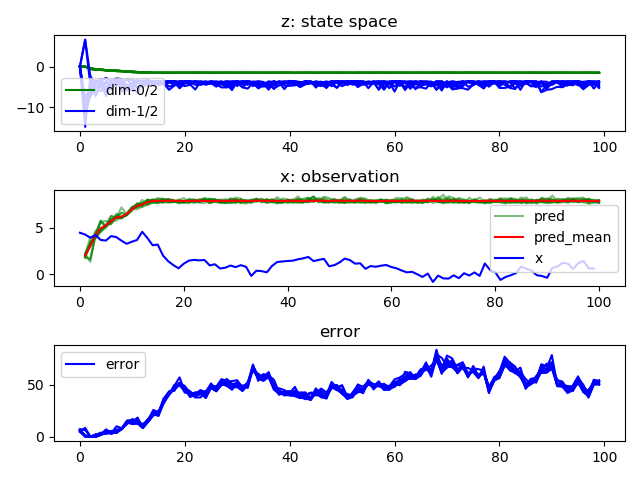 z: state space
0
−10
dim-0/2
dim-1/2
0 20 40 60 80 100
x: observation
5
0
pred
pred_mean
x
0 20 40 60 80 100
error
50
0
error
0 20 40 60 80 100